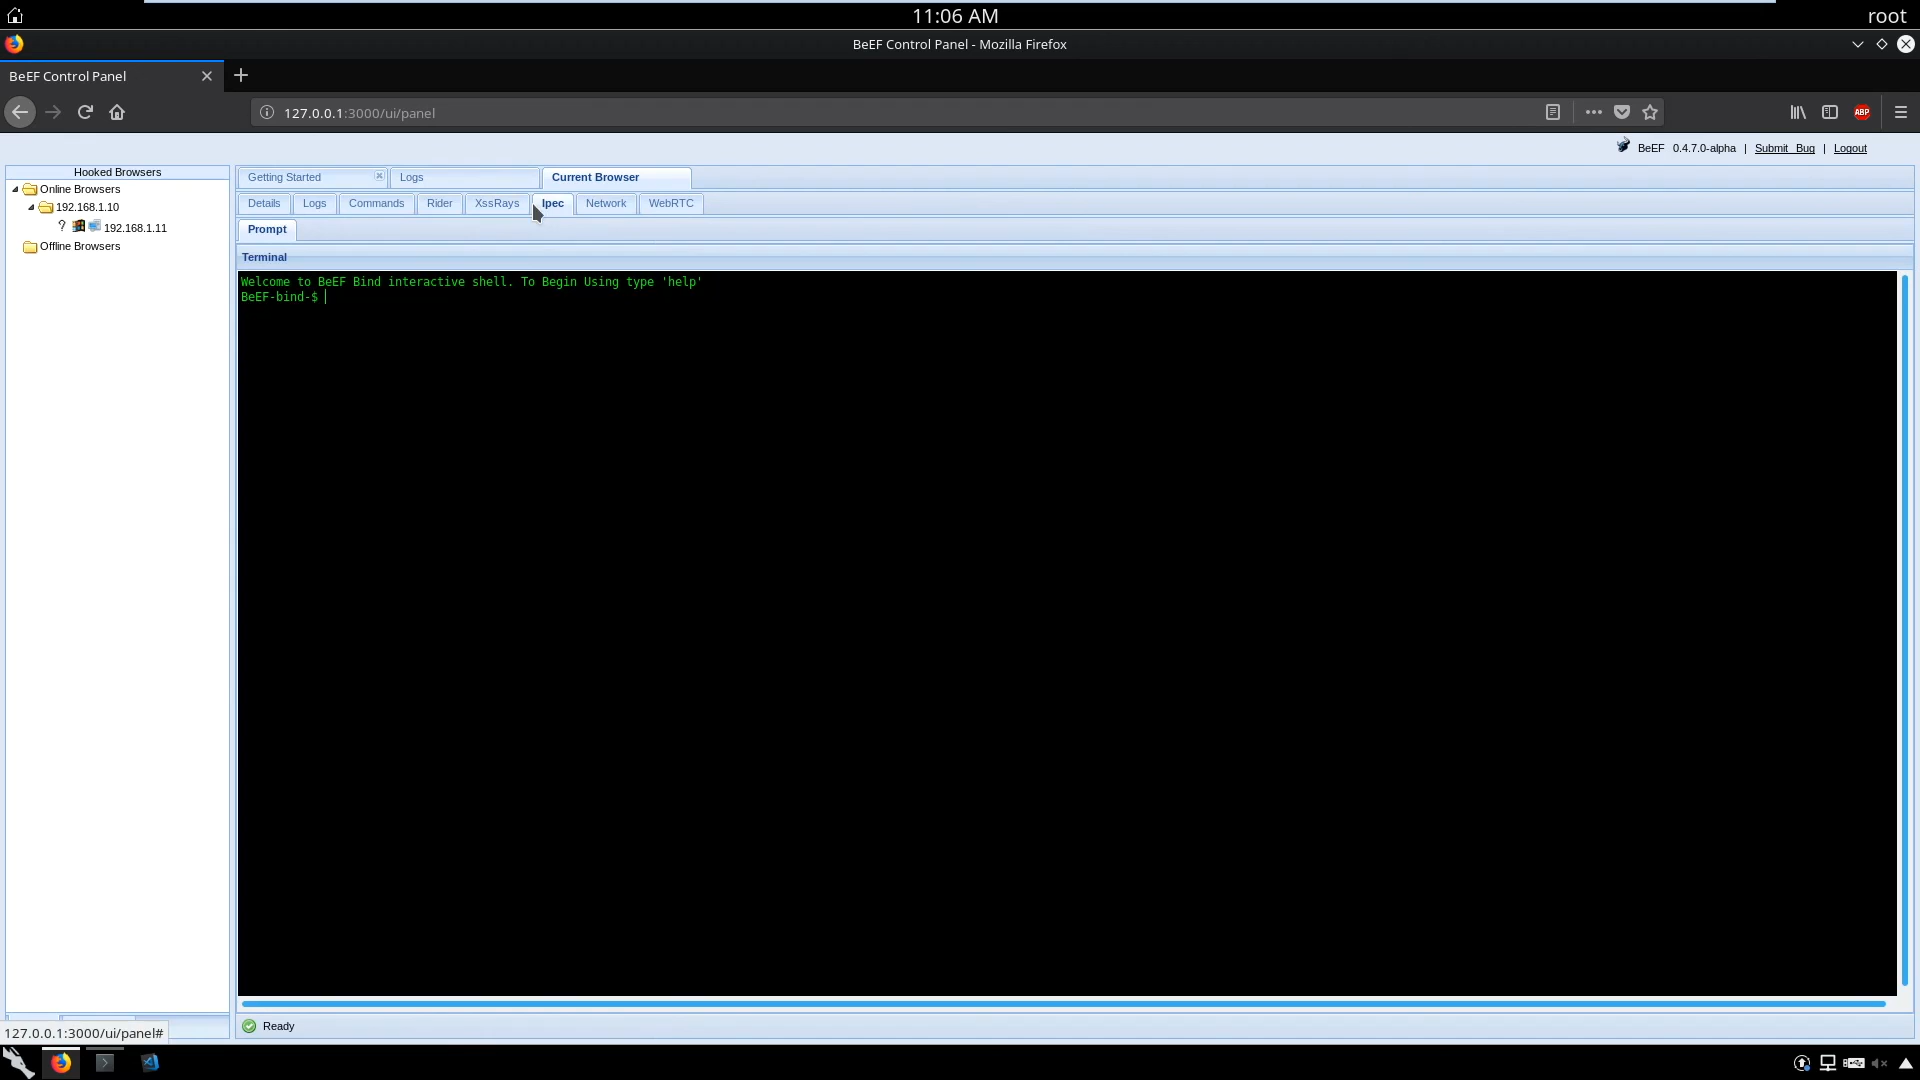 11:06 AM
root
BeEF Control Panel - Mozilla Firefox
BeEF Control Panel
127.0.0.1:3000/ui/panel
ABP
BeEF 0.4.7.0-alpha | Submit Bug | Logout
Hooked Browsers
Online Browsers
192.168.1.10
? 192.168.1.11
Offline Browsers
Getting Started
Logs
Current Browser
Details
Logs
Commands
Rider
XssRays
Ipec
Network
WebRTC
Prompt
Terminal
Welcome to BeEF Bind interactive shell. To Begin Using type 'help'
BeEF-bind-$
Ready
127.0.0.1:3000/ui/panel#